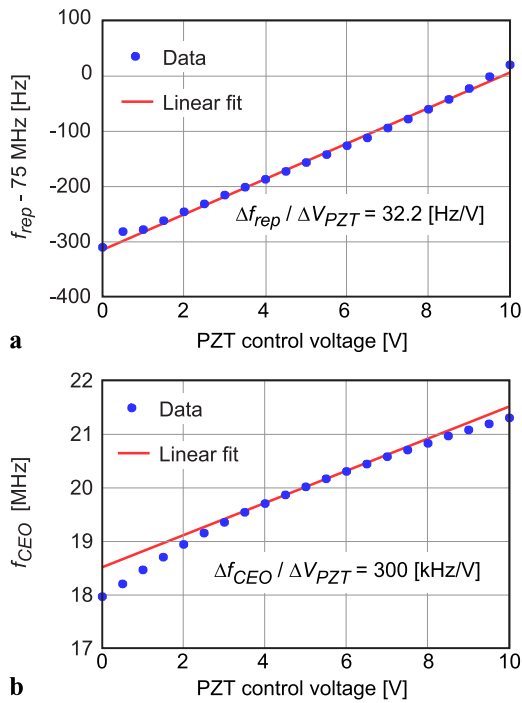 100
0
-100
-200
-300
-400
f_rep - 75 MHz [Hz]
Data
Linear fit
Δf_rep / ΔV_PZT = 32.2 [Hz/V]
0 2 4 6 8 10
PZT control voltage [V]
a
22
21
20
19
18
17
f_CEO [MHz]
Data
Linear fit
Δf_CEO / ΔV_PZT = 300 [kHz/V]
0 2 4 6 8 10
PZT control voltage [V]
b